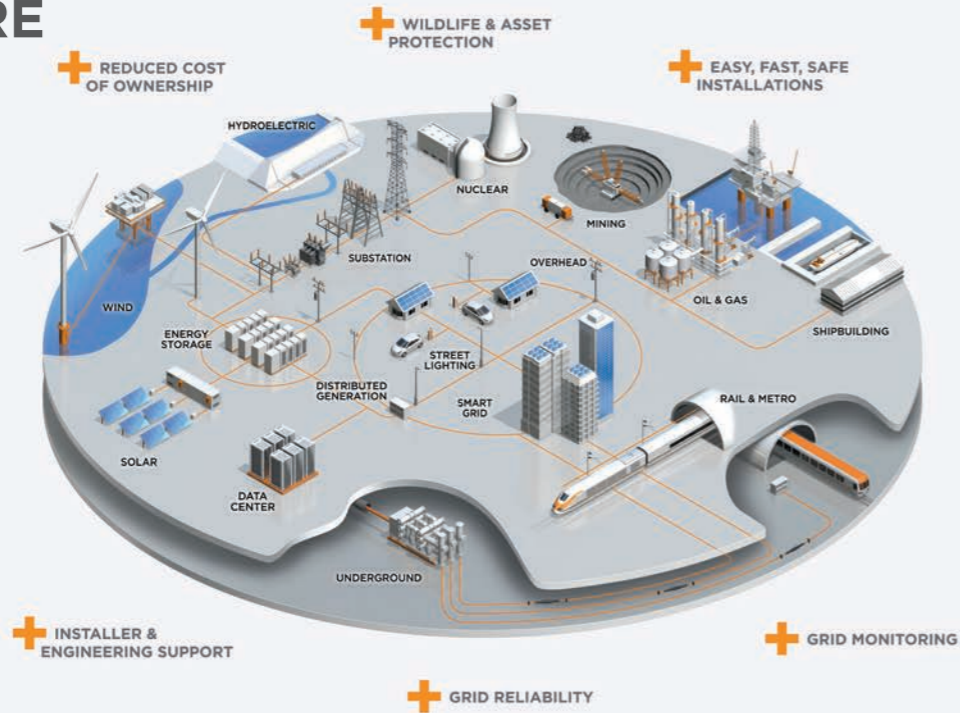 RE
WILDLIFE & ASSET
PROTECTION
REDUCED COST
OF OWNERSHIP
EASY, FAST, SAFE
INSTALLATIONS
HYDROELECTRIC
NUCLEAR
MINING
SUBSTATION
OVERHEAD
OIL & GAS
WIND
SHIPBUILDING
ENERGY
STORAGE
STREET
LIGHTING
DISTRIBUTED
GENERATION
SMART
GRID
RAIL & METRO
SOLAR
DATA
CENTER
UNDERGROUND
INSTALLER &
ENGINEERING SUPPORT
GRID MONITORING
GRID RELIABILITY